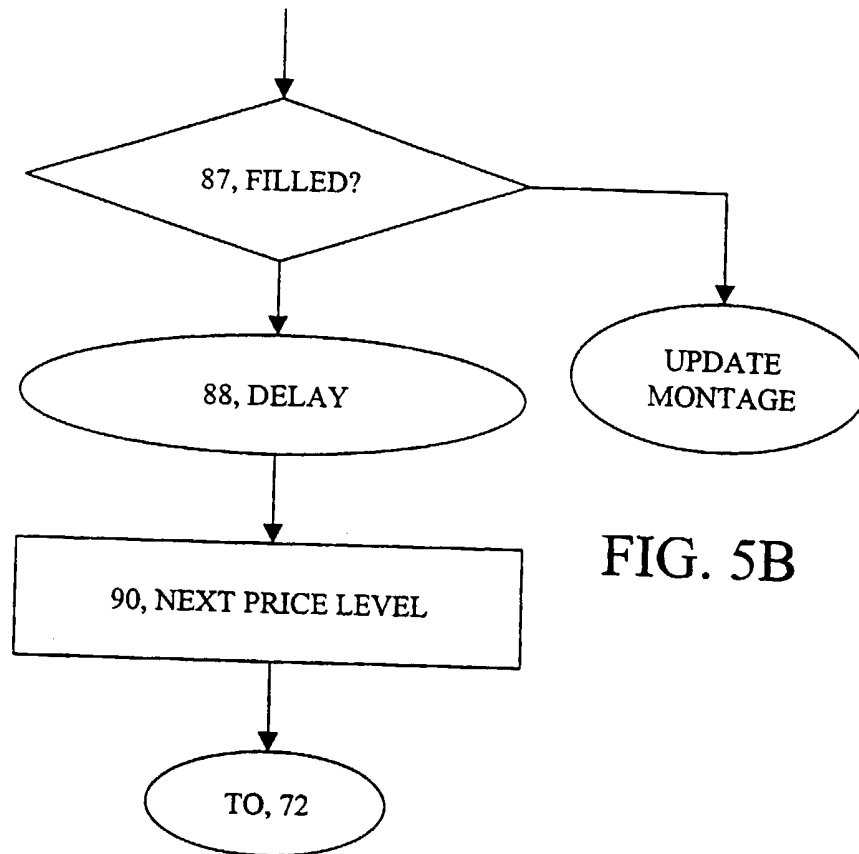 87, FILLED?
88, DELAY
UPDATE
MONTAGE
90, NEXT PRICE LEVEL
FIG. 5B
TO, 72